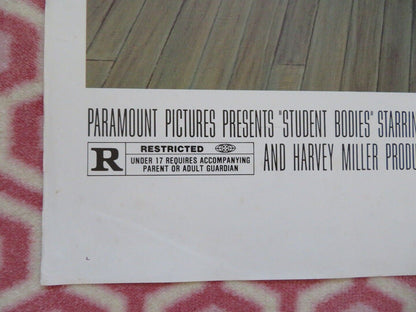 PARAMOUNT PICTURES PRESENTS "STUDENT BODIES" STARRIN
R RESTRICTED
UNDER 17 REQUIRES ACCOMPANYING
PARENT OR ADULT GUARDIAN
AND HARVEY MILLER PRODU